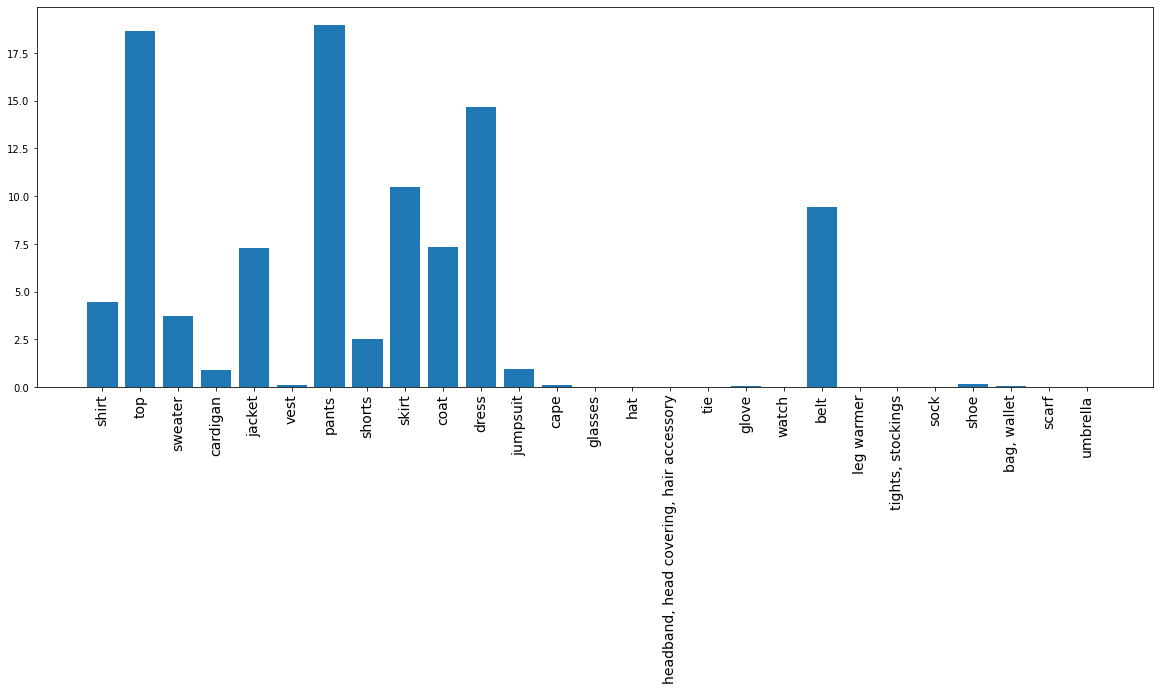 17.5
15.0
12.5
10.0
7.5
5.0
2.5
0.0
shirt
top
sweater
cardigan
jacket
vest
pants
shorts
skirt
coat
dress
jumpsuit
cape
glasses
hat
headband, head covering, hair accessory
tie
glove
watch
belt
leg warmer
tights, stockings
sock
shoe
bag, wallet
scarf
umbrella